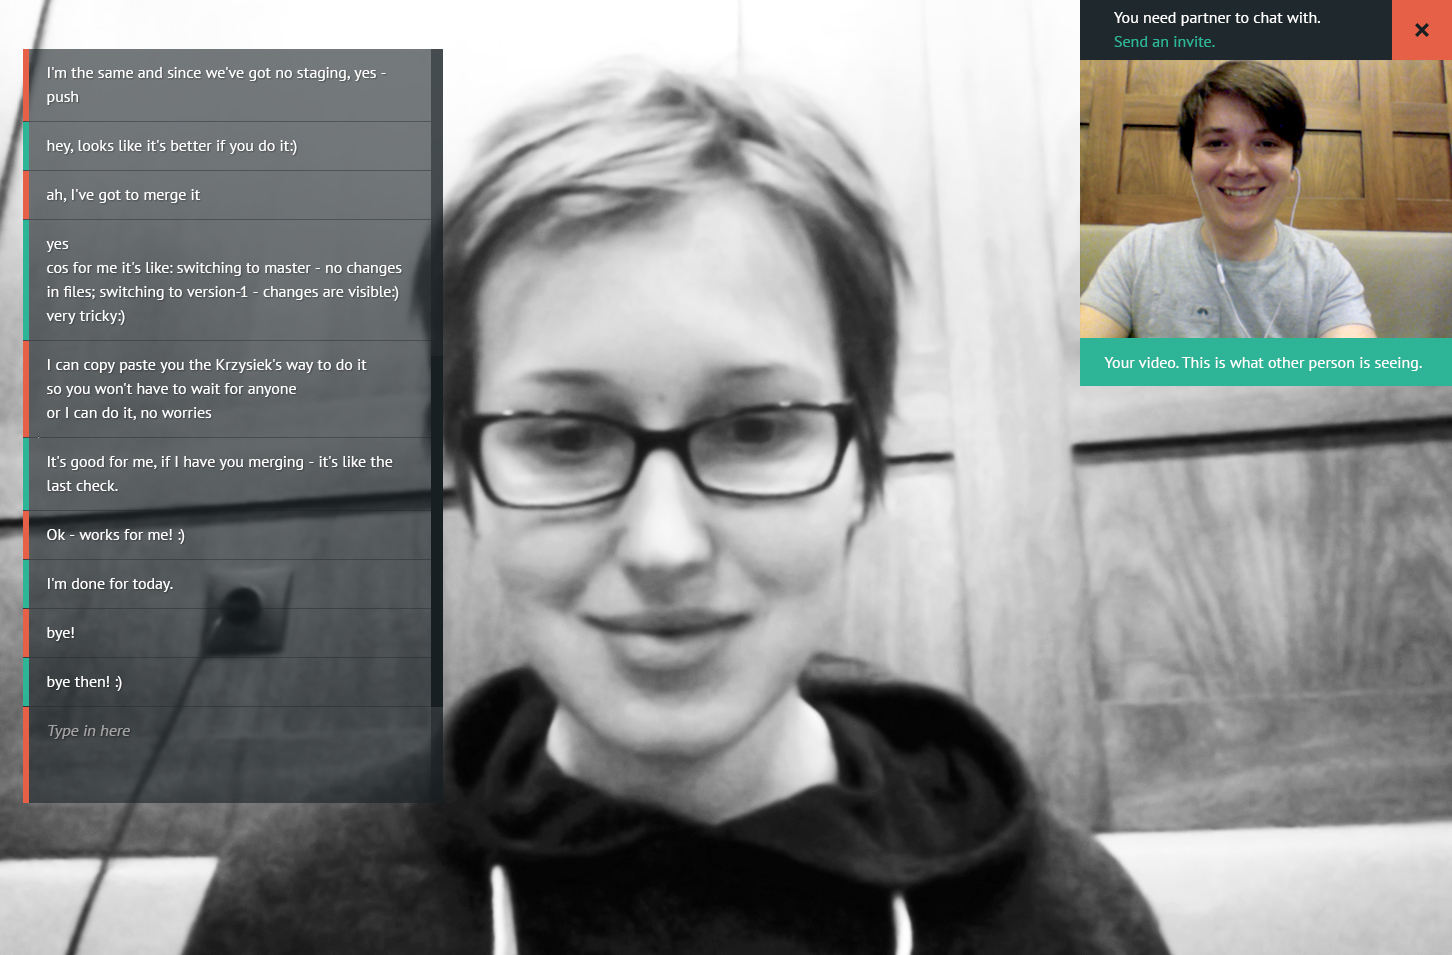 I'm the same and since we've got no staging, yes -
push
hey, looks like it's better if you do it:)
ah, I've got to merge it
yes
cos for me it's like: switching to master - no changes
in files; switching to version-1 - changes are visible:)
very tricky:)
I can copy paste you the Krzysiek's way to do it
so you won't have to wait for anyone
or I can do it, no worries
It's good for me, if I have you merging - it's like the
last check.
Ok - works for me! :)
I'm done for today.
bye!
bye then! :)
Type in here
You need partner to chat with.
Send an invite.
Your video. This is what other person is seeing.